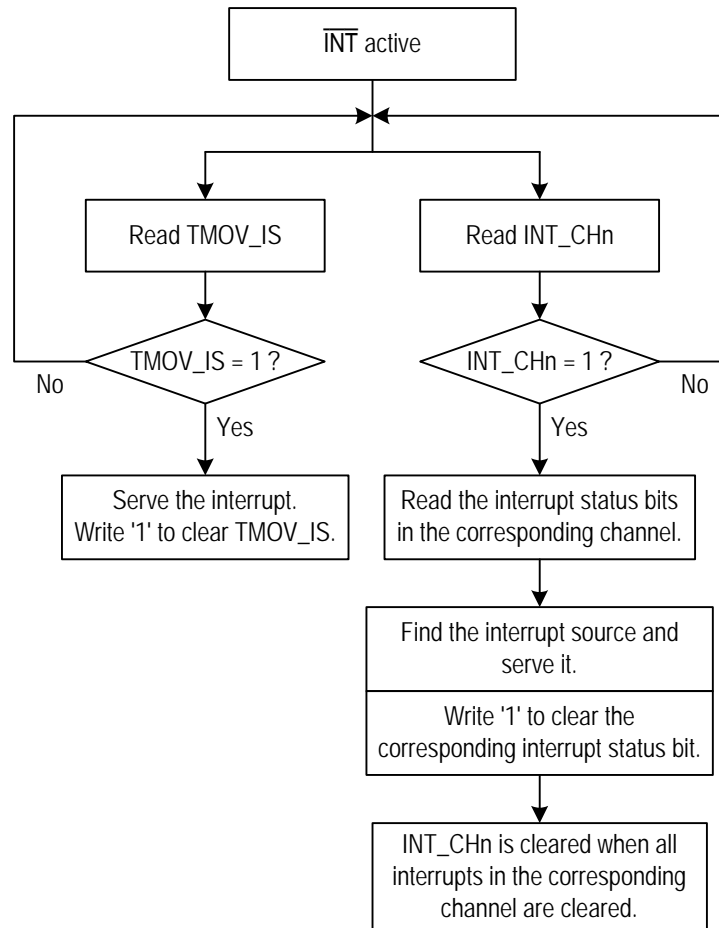 I̅N̅T̅ active
Read TMOV_IS
Read INT_CHn
TMOV_IS = 1 ?
INT_CHn = 1 ?
No
No
Yes
Yes
Serve the interrupt.
Write '1' to clear TMOV_IS.
Read the interrupt status bits
in the corresponding channel.
Find the interrupt source and
serve it.
Write '1' to clear the
corresponding interrupt status bit.
INT_CHn is cleared when all
interrupts in the corresponding
channel are cleared.